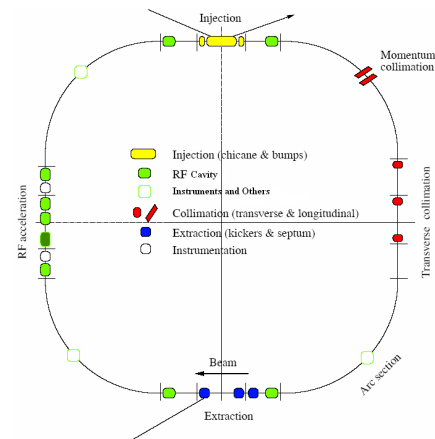 Injection
Momentum
collimation
Injection (chicane & bumps)
RF Cavity
Instruments and Others
Collimation (transverse & longitudinal)
Extraction (kickers & septum)
Instrumentation
RF acceleration
Transverse collimation
Beam
Arc section
Extraction